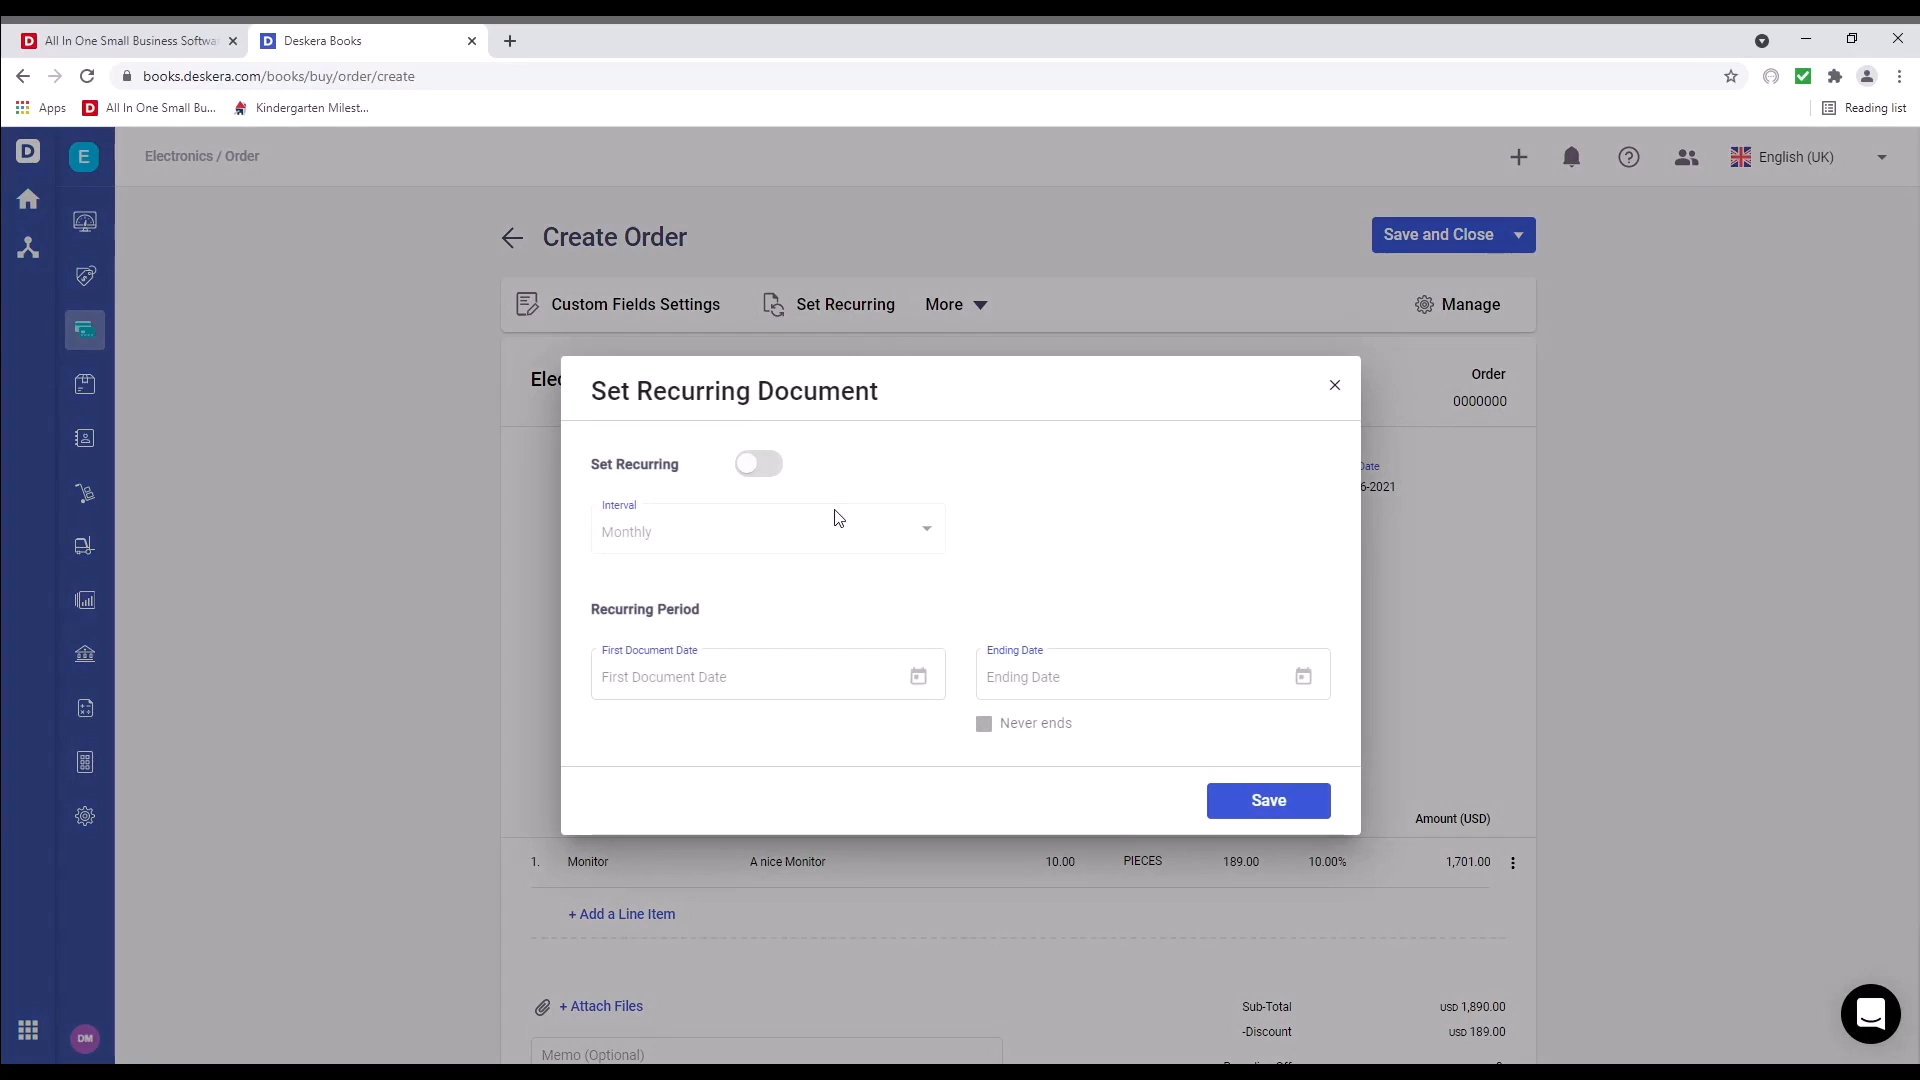 All In One Small Business Softwa
Deskera Books
books.deskera.com/books/buy/order/create
Apps
All In One Small Bu...
Kindergarten Milest...
Reading list
D
E
Electronics / Order
English (UK)
Create Order
Save and Close
Custom Fields Settings
Set Recurring
More
Manage
Elec
Order
0000000
Date
6-2021
Set Recurring Document
Set Recurring
Interval
Monthly
Recurring Period
First Document Date
First Document Date
Ending Date
Ending Date
Never ends
Save
Amount (USD)
1. Monitor A nice Monitor 10.00 PIECES 189.00 10.00% 1,701.00
+ Add a Line Item
+ Attach Files
Sub-Total USD 1,890.00
-Discount USD 189.00
Memo (Optional)
DM